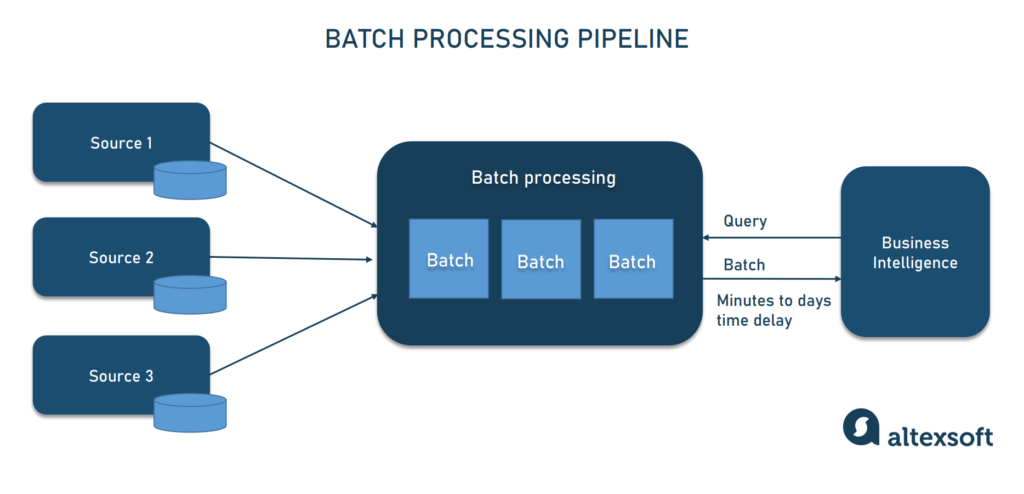 BATCH PROCESSING PIPELINE
Source 1
Source 2
Source 3
Batch processing
Batch
Batch
Batch
Query
Batch
Minutes to days
time delay
Business
Intelligence
altexsoft